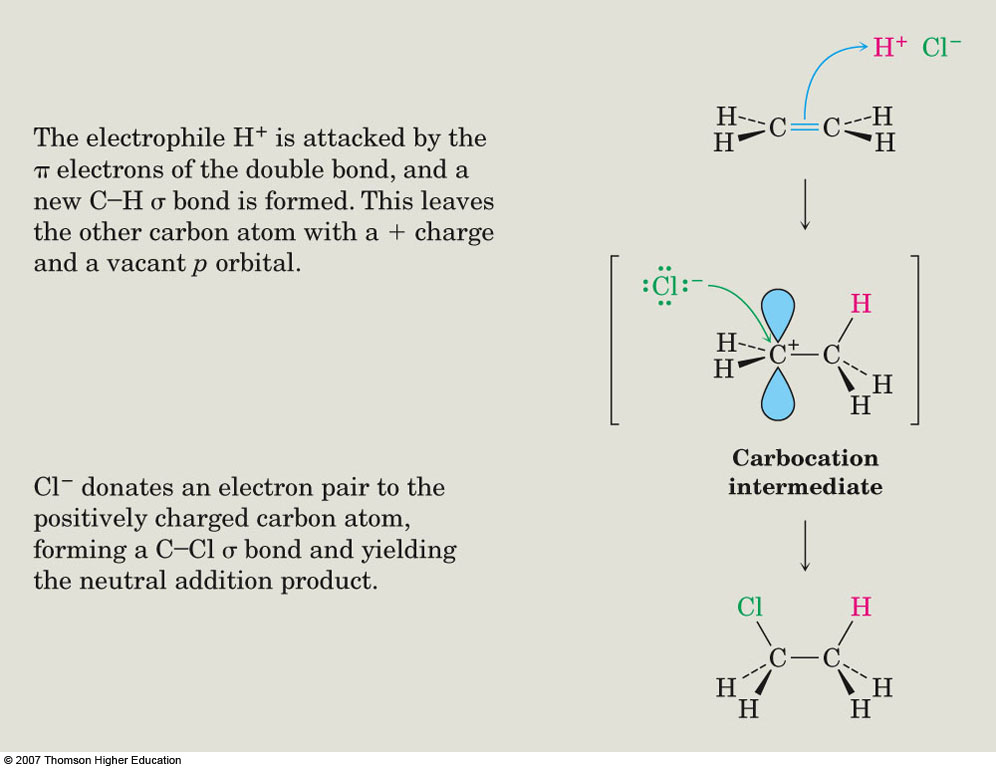 H⁺ Cl⁻
The electrophile H⁺ is attacked by the
π electrons of the double bond, and a
new C–H σ bond is formed. This leaves
the other carbon atom with a + charge
and a vacant p orbital.
H C=C H
H H
:Cl:⁻
H
H C⁺—C
H H
H
Carbocation
intermediate
Cl⁻ donates an electron pair to the
positively charged carbon atom,
forming a C–Cl σ bond and yielding
the neutral addition product.
Cl H
C—C
H H
H H
© 2007 Thomson Higher Education